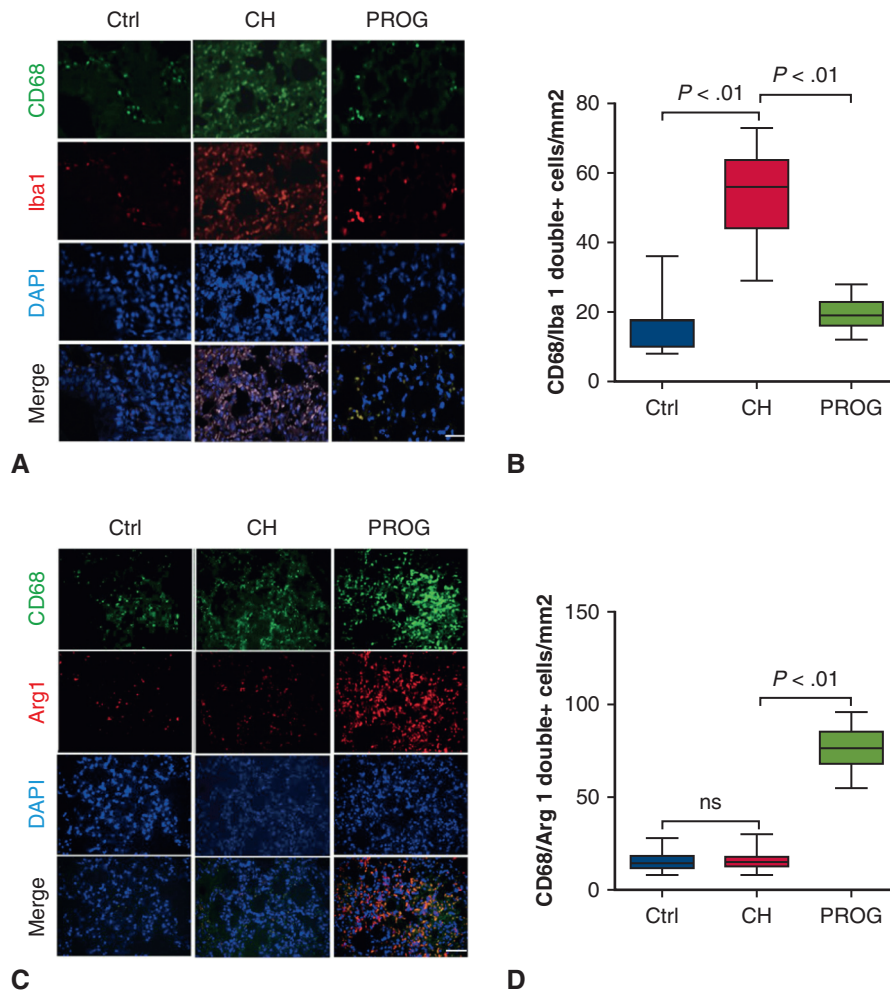 Ctrl CH PROG
CD68
Iba1
DAPI
Merge
A
CD68/Iba 1 double+ cells/mm2
80
60
40
20
0
P < .01
P < .01
Ctrl CH PROG
B
Ctrl CH PROG
CD68
Arg1
DAPI
Merge
C
CD68/Arg 1 double+ cells/mm2
150
100
50
0
P < .01
ns
Ctrl CH PROG
D